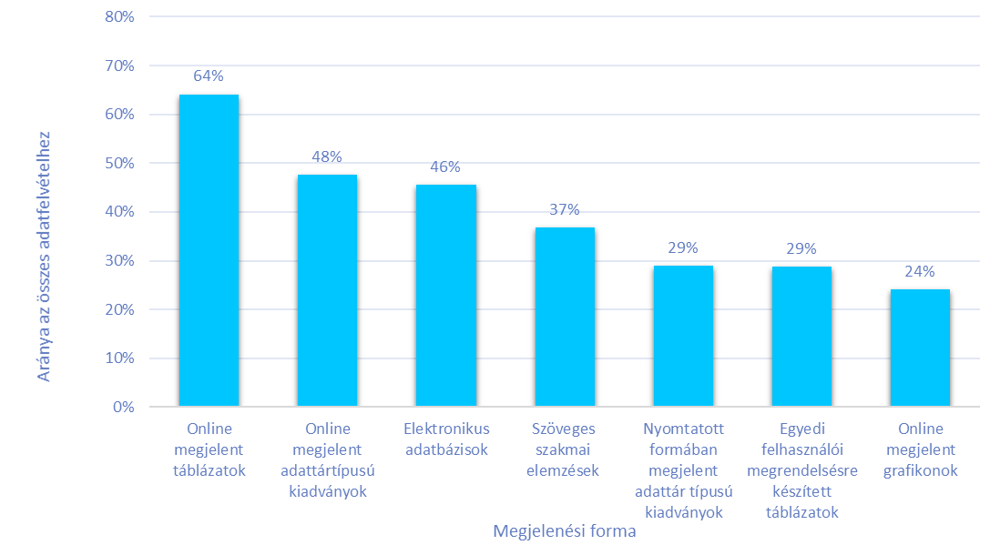 80%
70%
60%
50%
40%
30%
20%
10%
0%
Aránya az összes adatfelvételhez
64%
48%
46%
37%
29%
29%
24%
Online
megjelent
táblázatok
Online
megjelent
adattártípusú
kiadványok
Elektronikus
adatbázisok
Szöveges
szakmai
elemzések
Nyomtatott
formában
megjelent
adattár típusú
kiadványok
Egyedi
felhasználói
megrendelsésre
készített
táblázatok
Online
megjelent
grafikonok
Megjelenési forma